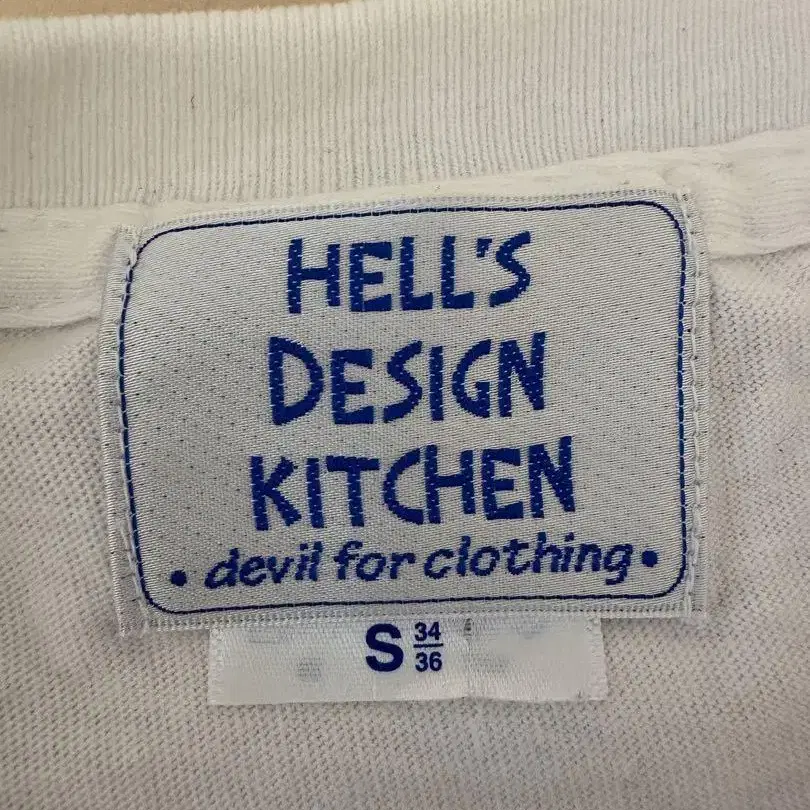 HELL'S
DESIGN
KITCHEN
• devil for clothing •
S 34/36